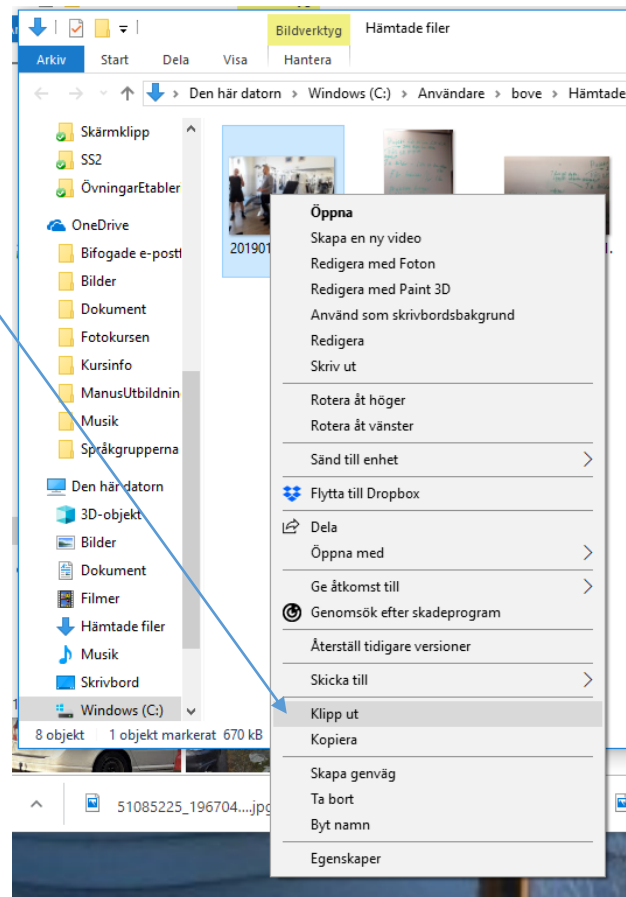 Bildverktyg
Hämtade filer
Arkiv Start Dela Visa Hantera
Den här datorn > Windows (C:) > Användare > bove > Hämtade
Skärmklipp
SS2
ÖvningarEtabler
OneDrive
Bifogade e-postf
Bilder
Dokument
Fotokursen
Kursinfo
ManusUtbildnin
Musik
Språkgrupperna
Den här datorn
3D-objekt
Bilder
Dokument
Filmer
Hämtade filer
Musik
Skrivbord
Windows (C:)
201901
Öppna
Skapa en ny video
Redigera med Foton
Redigera med Paint 3D
Använd som skrivbordsbakgrund
Redigera
Skriv ut
Rotera åt höger
Rotera åt vänster
Sänd till enhet
Flytta till Dropbox
Dela
Öppna med
Ge åtkomst till
Genomsök efter skadeprogram
Återställ tidigare versioner
Skicka till
Klipp ut
Kopiera
Skapa genväg
Ta bort
Byt namn
Egenskaper
8 objekt 1 objekt markerat 670 kB
51085225_196704....jpg